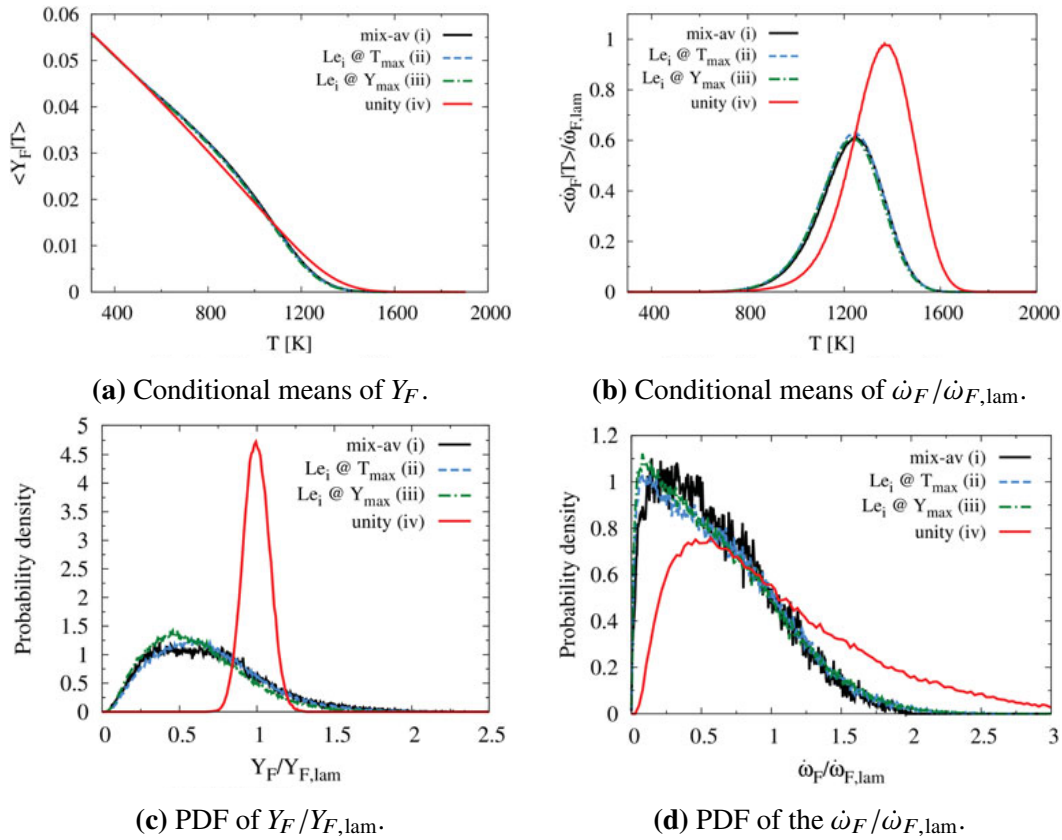 0.06
0.05
0.04
0.03
0.02
0.01
0
<Y_F|T>
mix-av (i)
Le_i @ T_max (ii)
Le_i @ Y_max (iii)
unity (iv)
400 800 1200 1600 2000
T [K]
(a) Conditional means of Y_F.
1
0.8
0.6
0.4
0.2
0
<ω̇_F|T>/ω̇_F,lam
mix-av (i)
Le_i @ T_max (ii)
Le_i @ Y_max (iii)
unity (iv)
400 800 1200 1600 2000
T [K]
(b) Conditional means of ω̇_F/ω̇_F,lam.
5
4.5
4
3.5
3
2.5
2
1.5
1
0.5
0
Probability density
mix-av (i)
Le_i @ T_max (ii)
Le_i @ Y_max (iii)
unity (iv)
0 0.5 1 1.5 2 2.5
Y_F/Y_F,lam
(c) PDF of Y_F/Y_F,lam.
1.2
1
0.8
0.6
0.4
0.2
0
Probability density
mix-av (i)
Le_i @ T_max (ii)
Le_i @ Y_max (iii)
unity (iv)
0 0.5 1 1.5 2 2.5 3
ω̇_F/ω̇_F,lam
(d) PDF of the ω̇_F/ω̇_F,lam.